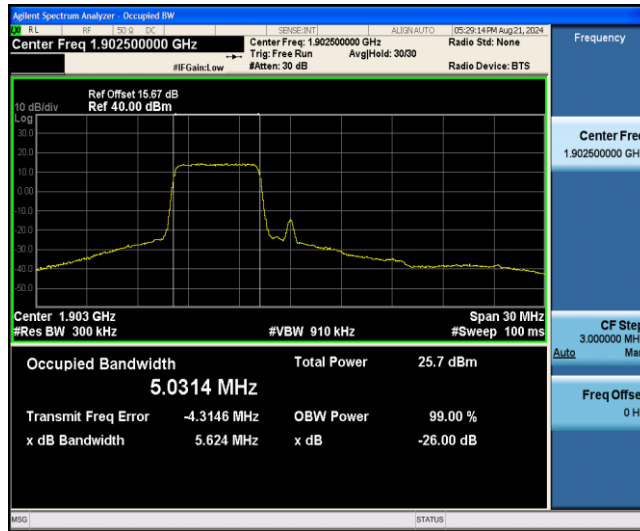 Agilent Spectrum Analyzer - Occupied BW
RL RF 50 Ω DC SENSE:INT ALIGN AUTO 05:29:14 PM Aug 21, 2024
Center Freq 1.902500000 GHz
Center Freq: 1.902500000 GHz
Radio Std: None
Trig: Free Run Avg|Hold: 30/30
#IFGain:Low
#Atten: 30 dB
Radio Device: BTS
Ref Offset 15.67 dB
10 dB/div Ref 40.00 dBm
Log
30.0
20.0
10.0
0.00
-10.0
-20.0
-30.0
-40.0
-50.0
Center 1.903 GHz Span 30 MHz
#Res BW 300 kHz #VBW 910 kHz #Sweep 100 ms
Occupied Bandwidth Total Power 25.7 dBm
5.0314 MHz
Transmit Freq Error -4.3146 MHz OBW Power 99.00 %
x dB Bandwidth 5.624 MHz x dB -26.00 dB
MSG STATUS
Frequency
Center Fre
1.902500000 GH
CF Step
3.000000 MH
Auto Ma
Freq Offse
0 H